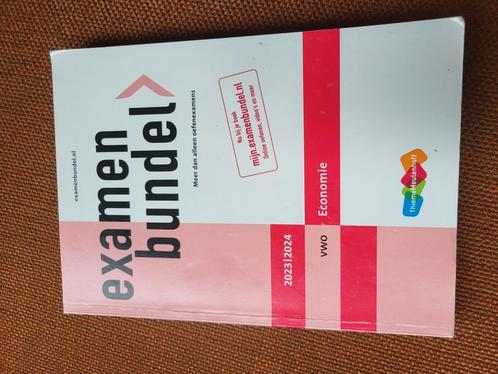 examenbundel.nl
examen
bundel>
Meer dan alleen oefenexamens
Nu bij je boek
mijn.examenbundel.nl
Online oefenen, video's en meer
2023|2024
vwo
Economie
ThiemeMeulenhoff